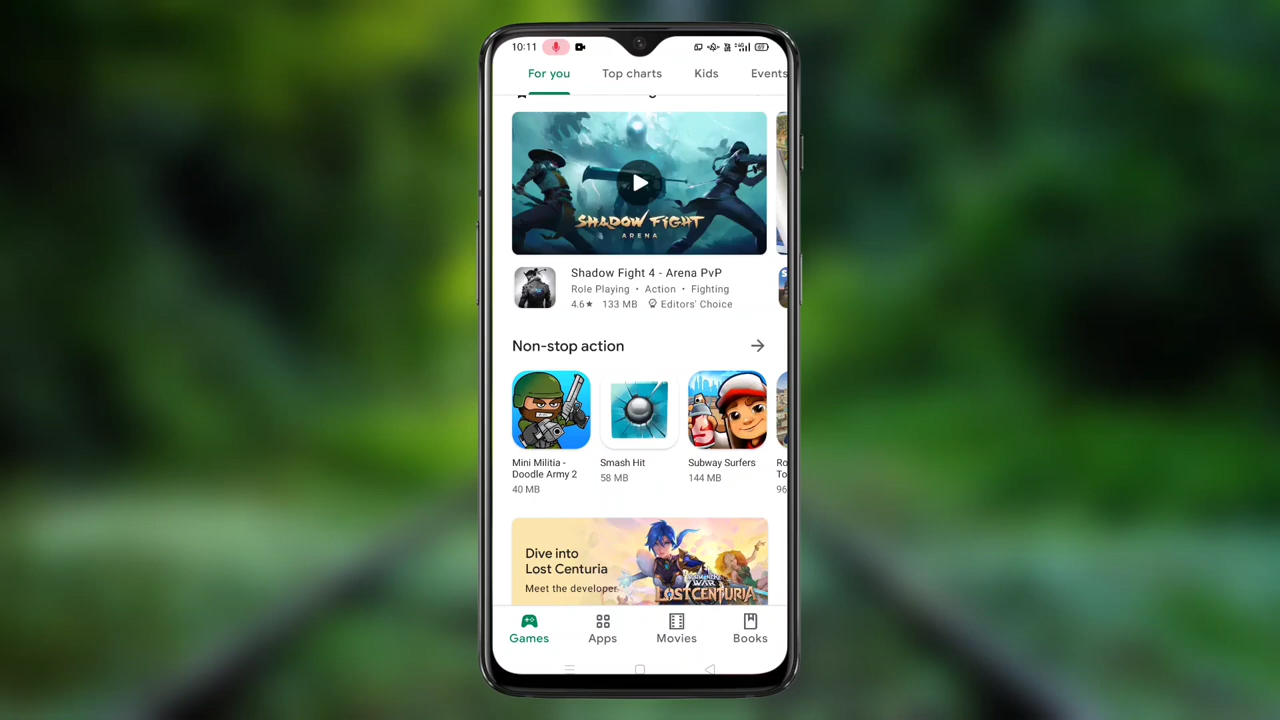 10:11
For you
Top charts
Kids
Events
SHADOW FIGHT
ARENA
Shadow Fight 4 - Arena PvP
Role Playing • Action • Fighting
4.6★ 133 MB Editors' Choice
Non-stop action
Mini Militia -
Doodle Army 2
40 MB
Smash Hit
58 MB
Subway Surfers
144 MB
Ro
To
96
Dive into
Lost Centuria
Meet the developer
LOST CENTURIA
Games
Apps
Movies
Books